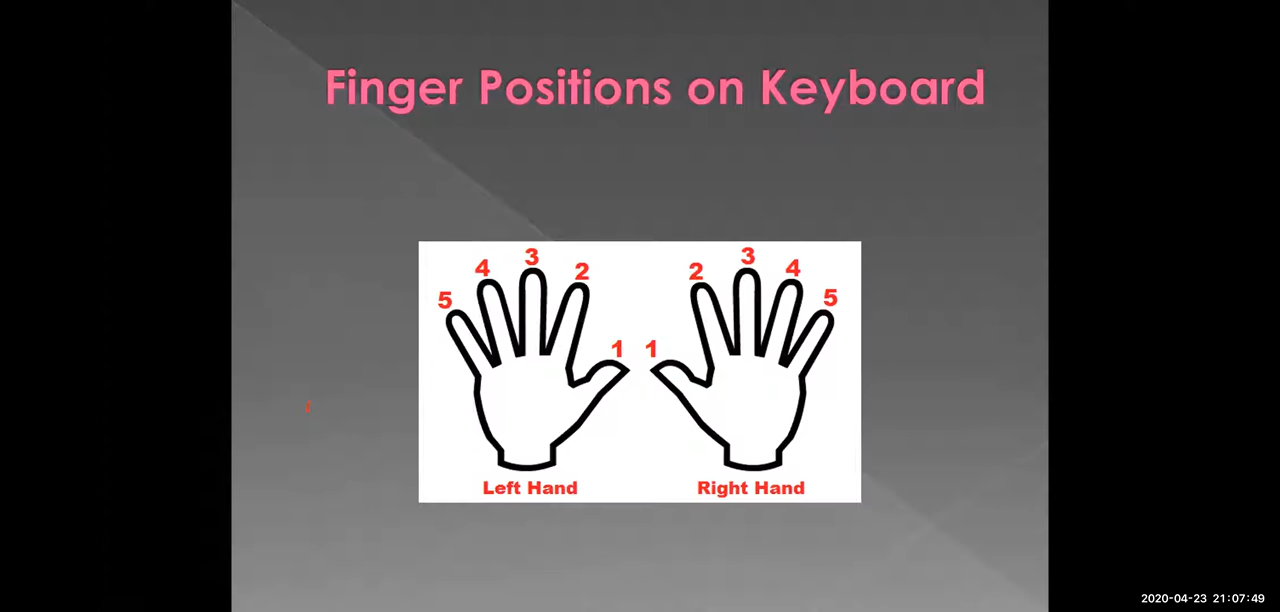 Finger Positions on Keyboard
5 4 3 2 1 1 2 3 4 5
Left Hand Right Hand
2020-04-23 21:07:49